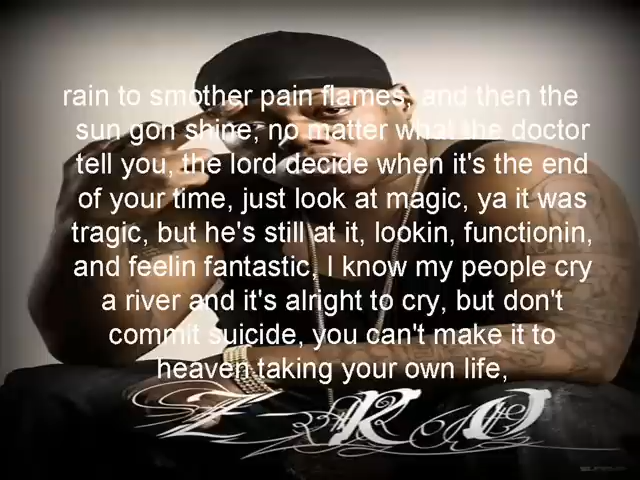 rain to smother pain flames, and then the
sun gon shine, no matter what the doctor
tell you, the lord decide when it's the end
of your time, just look at magic, ya it was
tragic, but he's still at it, lookin, functionin,
and feelin fantastic, I know my people cry
a river and it's alright to cry, but don't
commit suicide, you can't make it to
heaven taking your own life,
Z-RO